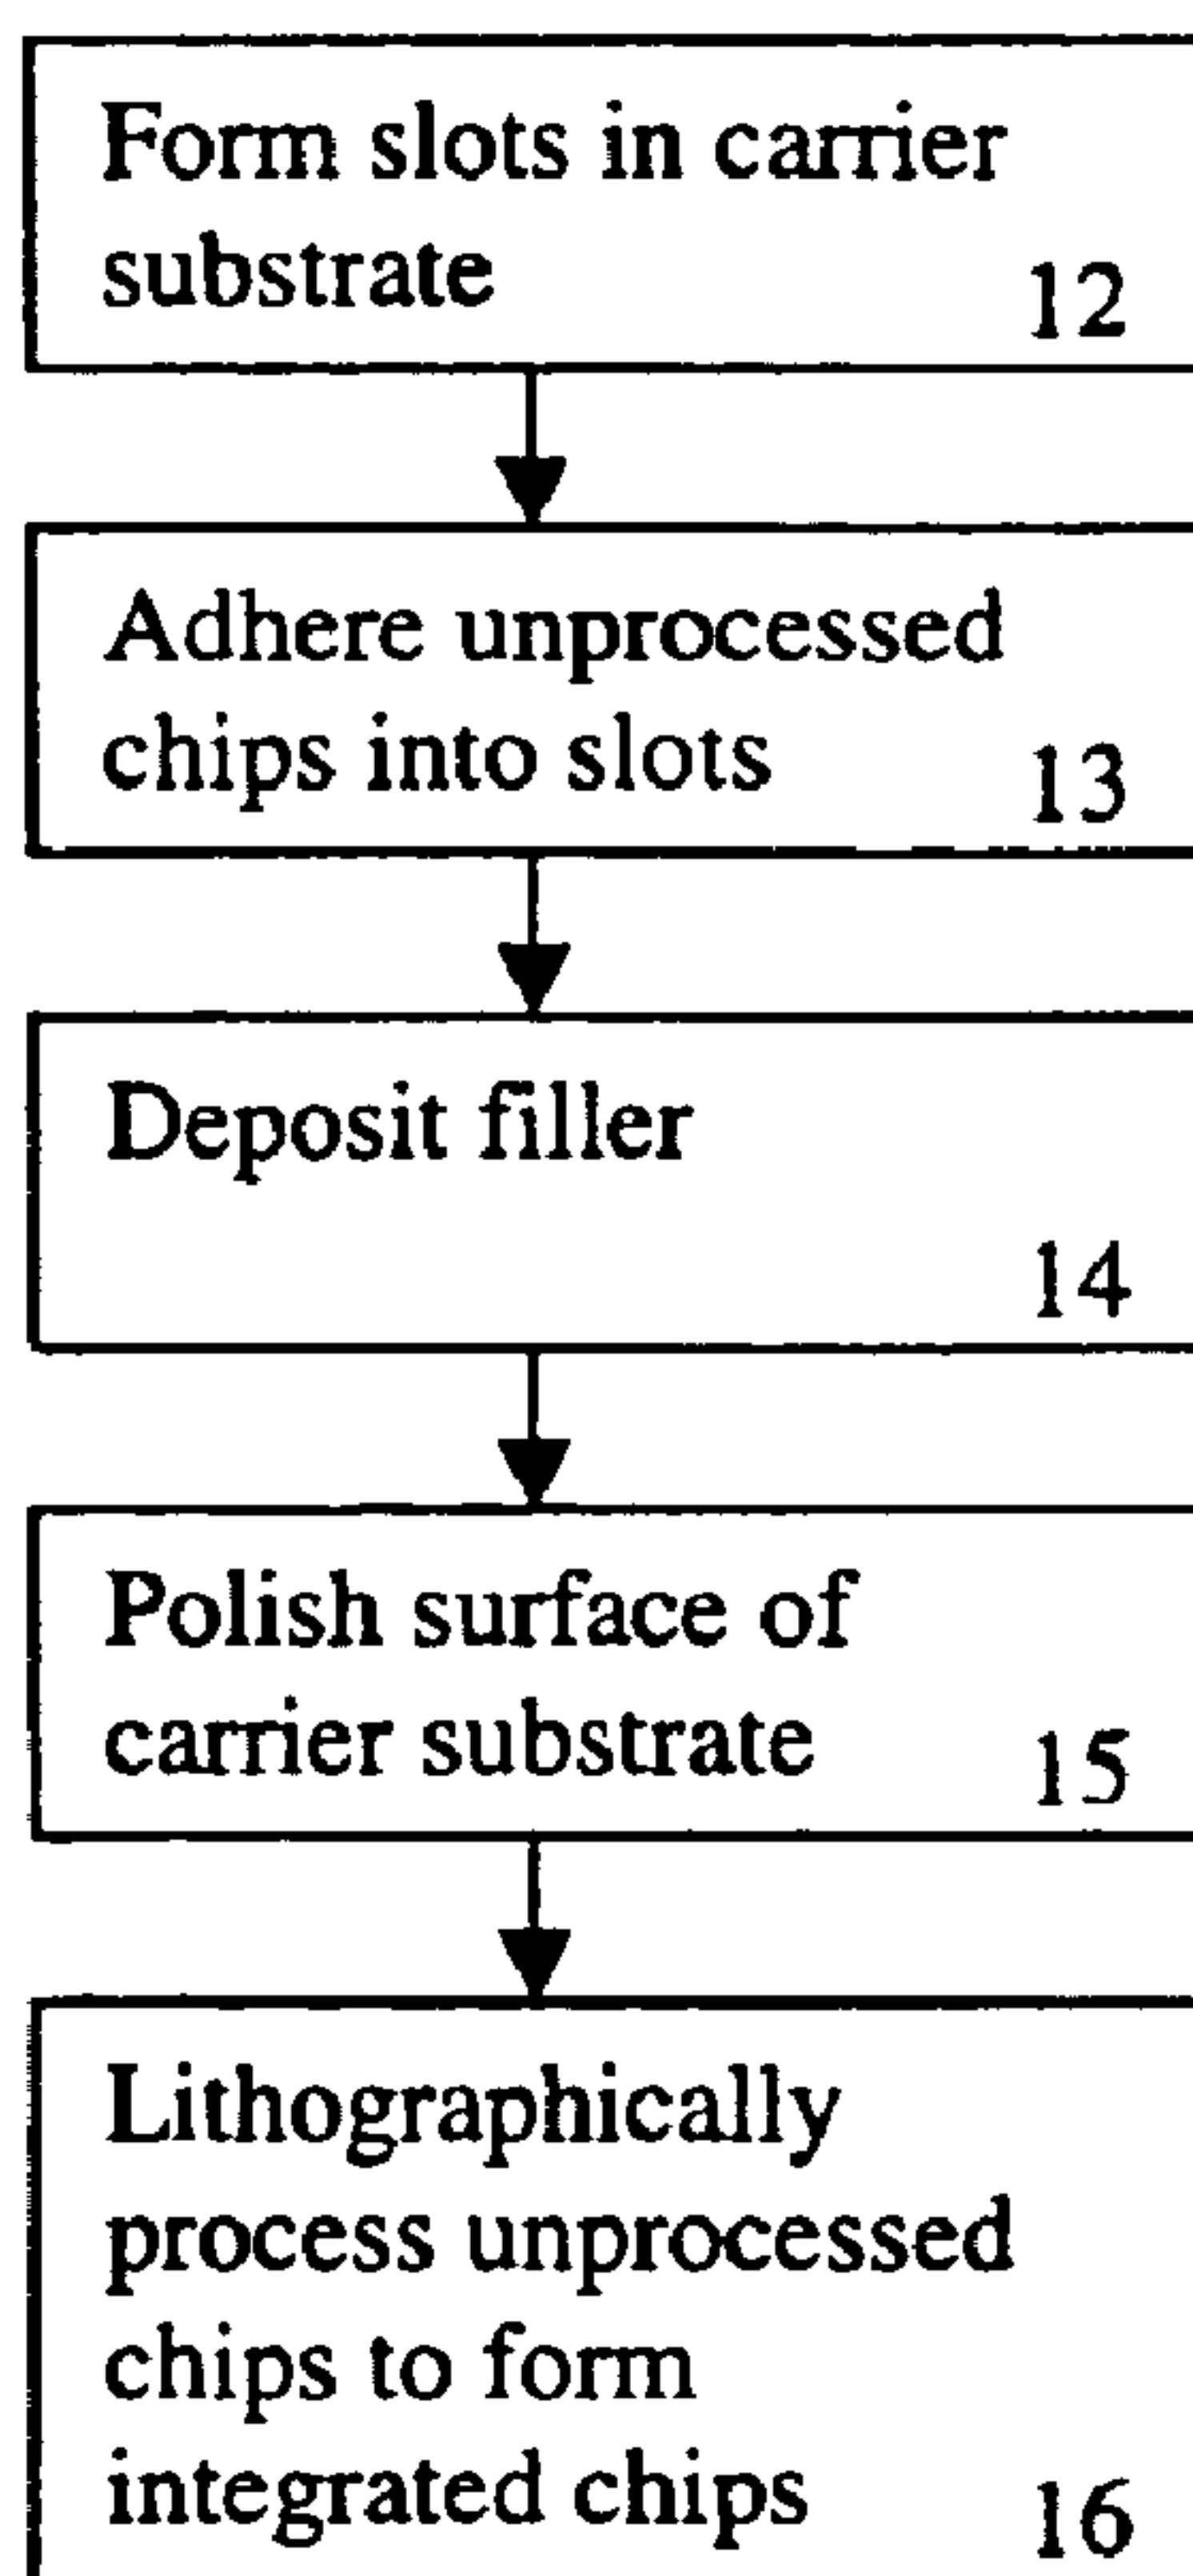 Form slots in carrier
substrate
12
Adhere unprocessed
chips into slots
13
Deposit filler
14
Polish surface of
carrier substrate
15
Lithographically
process unprocessed
chips to form
integrated chips
16